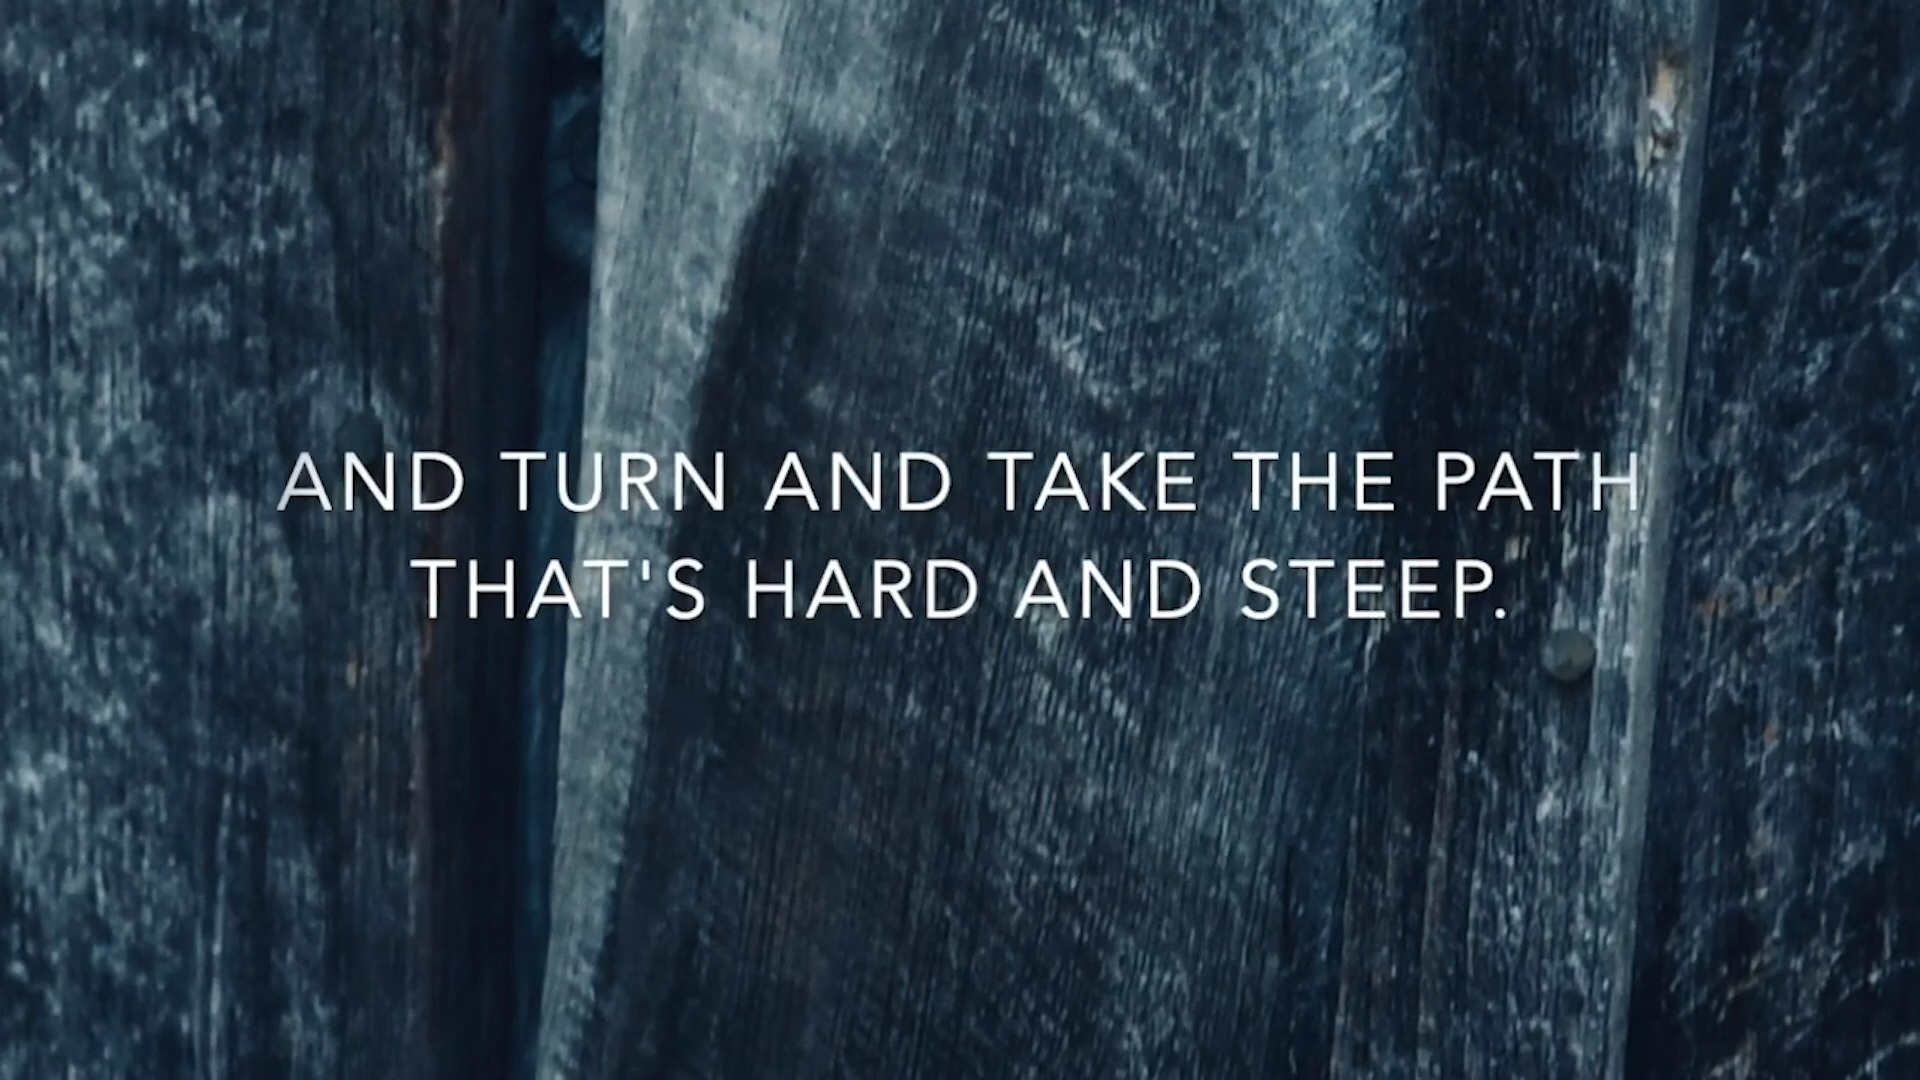 AND TURN AND TAKE THE PATH
THAT'S HARD AND STEEP.